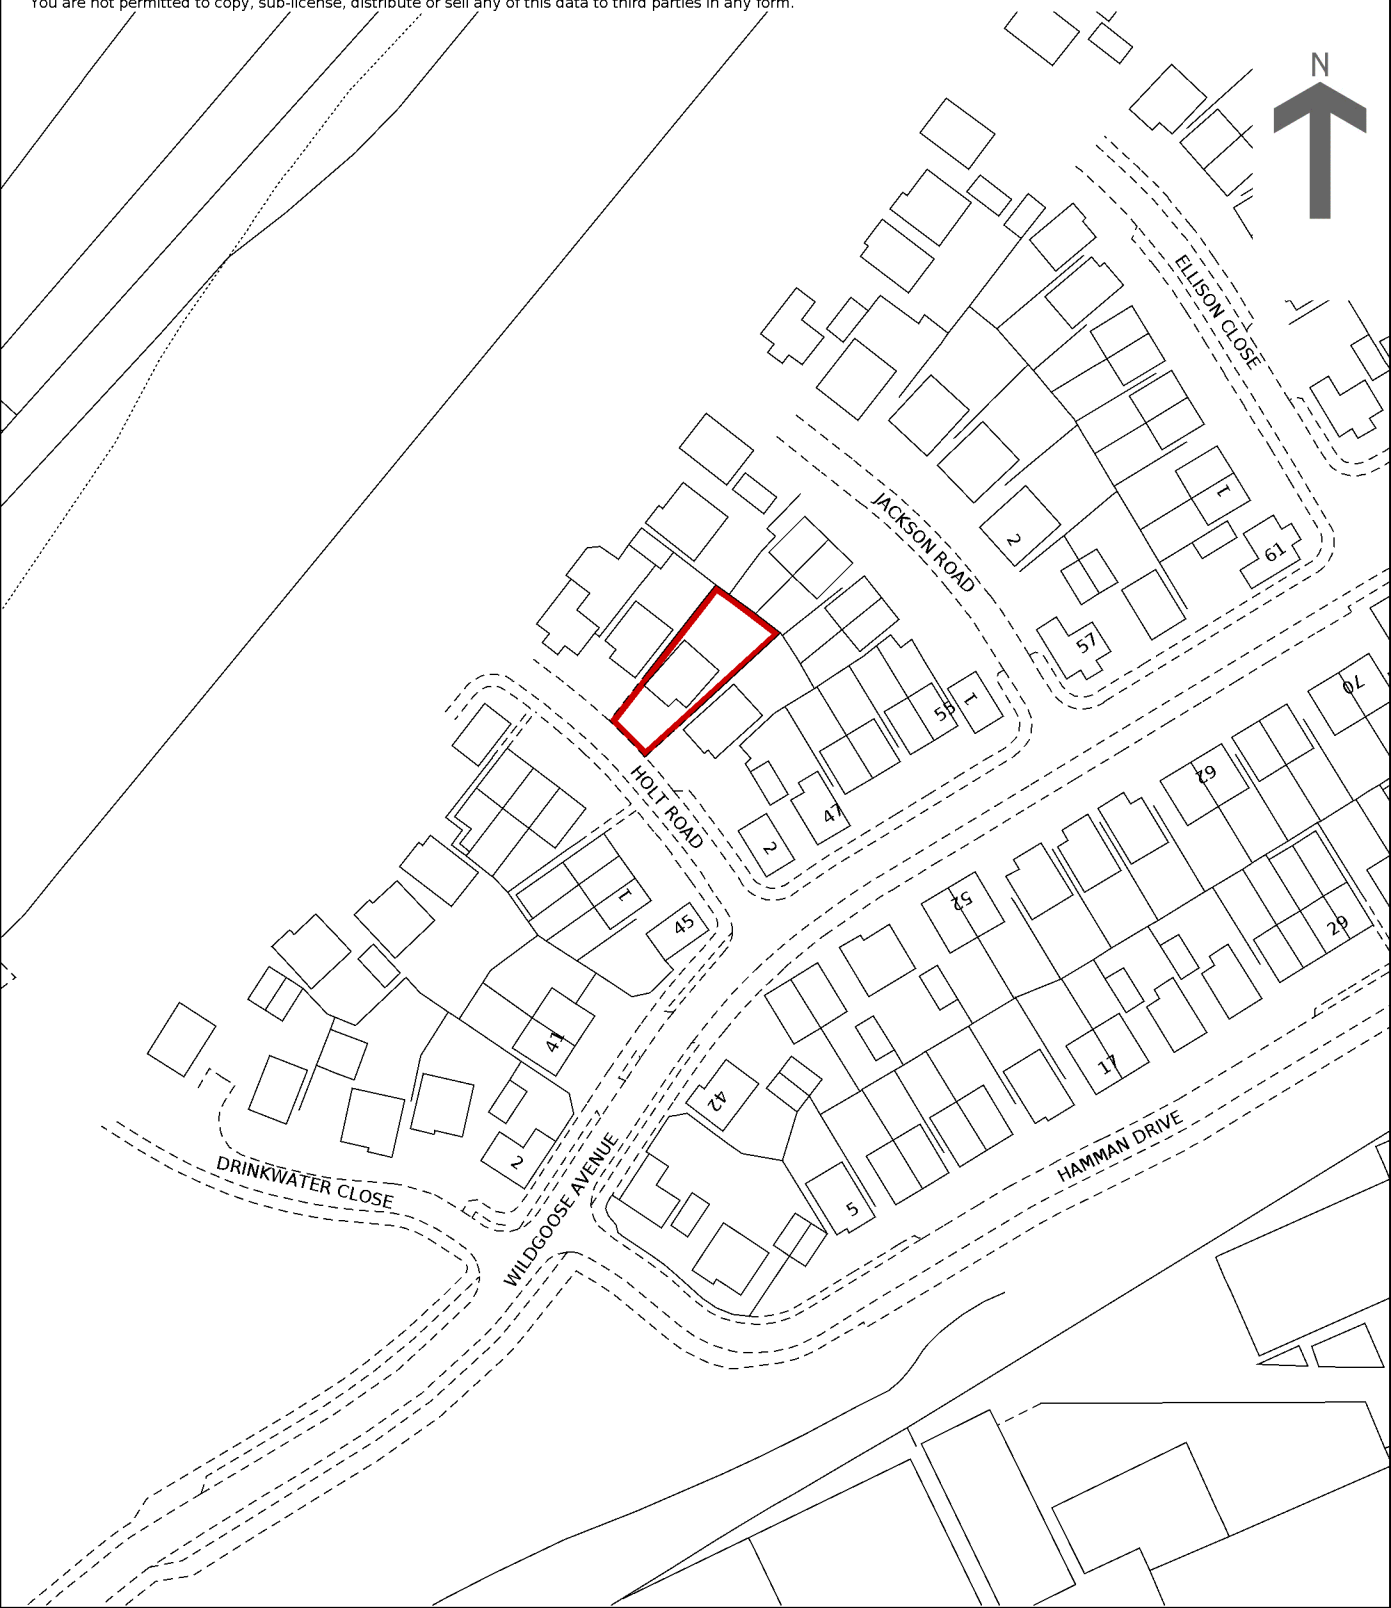 You are not permitted to copy, sub-license, distribute or sell any of this data to third parties in any form.
N
ELLISON CLOSE
1
JACKSON ROAD
2
61
57
70
1
55
62
HOLT ROAD
47
2
1
52
45
29
41
17
42
WILDGOOSE AVENUE
HAMMAN DRIVE
2
DRINKWATER CLOSE
5